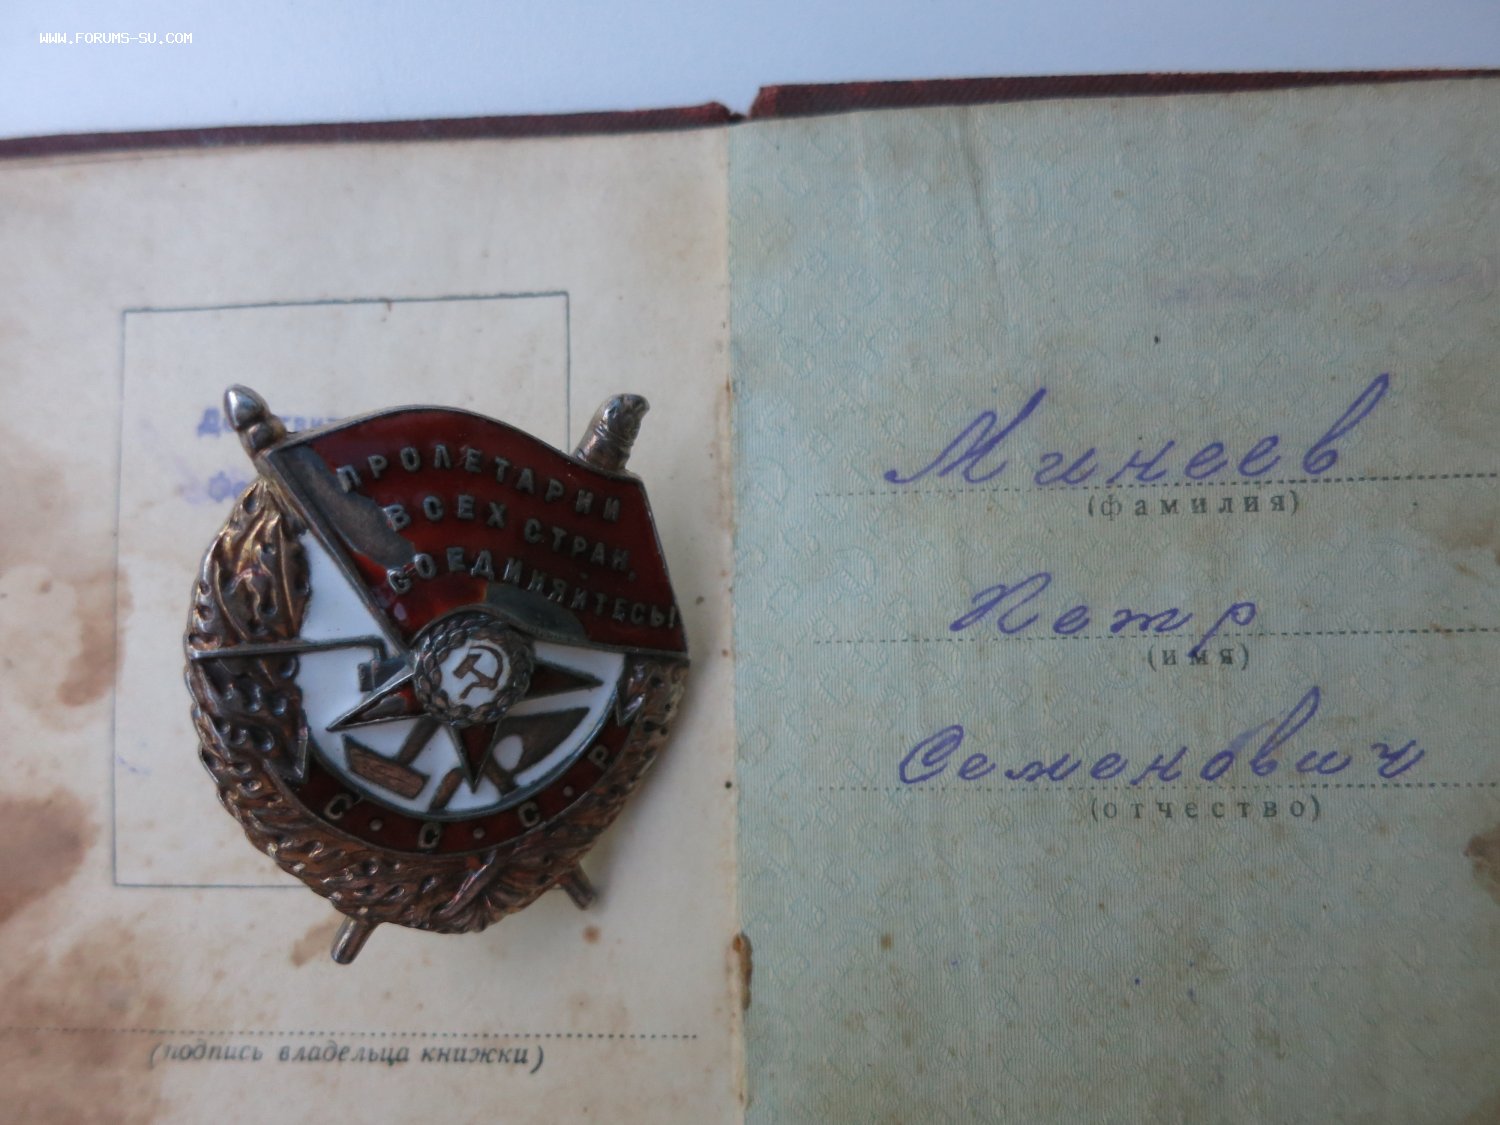 WWW.FORUMS-SU.COM
ПРОЛЕТАРИИ
ВСЕХ СТРАН,
СОЕДИНЯЙТЕСЬ!
С·С·С·Р
(подпись владельца книжки)
Минеев
(фамилия)
Петр
(имя)
Семенович
(отчество)